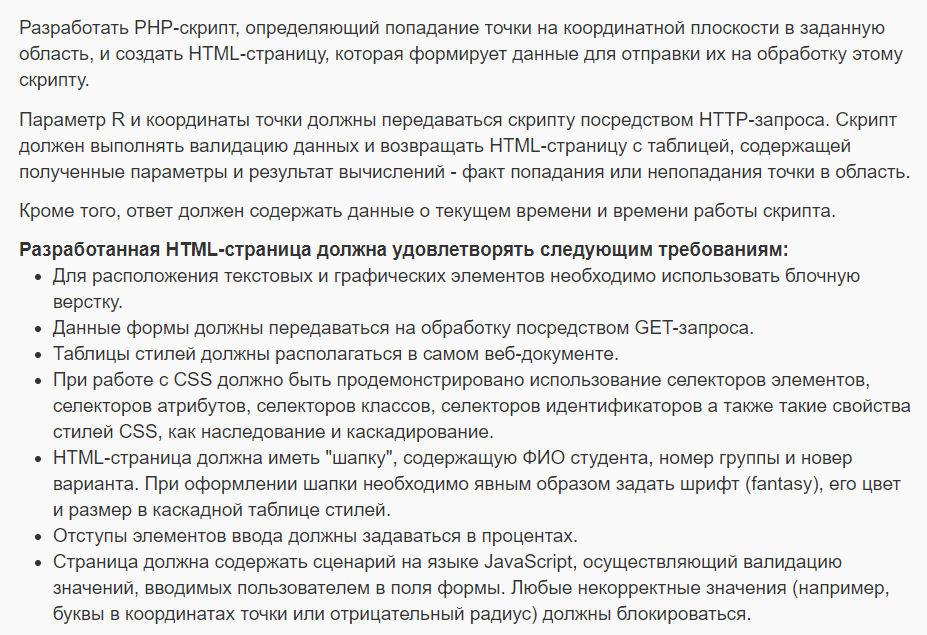 Разработать PHP-скрипт, определяющий попадание точки на координатной плоскости в заданную
область, и создать HTML-страницу, которая формирует данные для отправки их на обработку этому
скрипту.
Параметр R и координаты точки должны передаваться скрипту посредством HTTP-запроса. Скрипт
должен выполнять валидацию данных и возвращать HTML-страницу с таблицей, содержащей
полученные параметры и результат вычислений - факт попадания или непопадания точки в область.
Кроме того, ответ должен содержать данные о текущем времени и времени работы скрипта.
Разработанная HTML-страница должна удовлетворять следующим требованиям:
• Для расположения текстовых и графических элементов необходимо использовать блочную
верстку.
• Данные формы должны передаваться на обработку посредством GET-запроса.
• Таблицы стилей должны располагаться в самом веб-документе.
• При работе с CSS должно быть продемонстрировано использование селекторов элементов,
селекторов атрибутов, селекторов классов, селекторов идентификаторов а также такие свойства
стилей CSS, как наследование и каскадирование.
• HTML-страница должна иметь "шапку", содержащую ФИО студента, номер группы и новер
варианта. При оформлении шапки необходимо явным образом задать шрифт (fantasy), его цвет
и размер в каскадной таблице стилей.
• Отступы элементов ввода должны задаваться в процентах.
• Страница должна содержать сценарий на языке JavaScript, осуществляющий валидацию
значений, вводимых пользователем в поля формы. Любые некорректные значения (например,
буквы в координатах точки или отрицательный радиус) должны блокироваться.